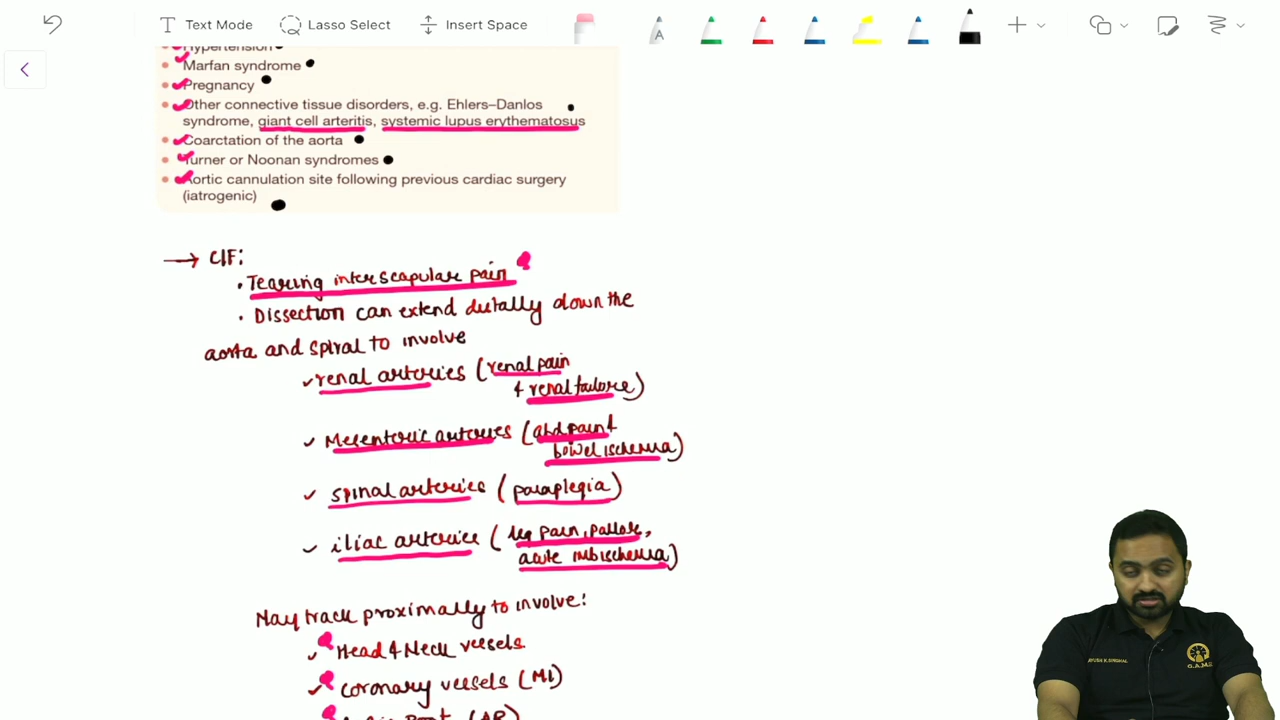 Text Mode
Lasso Select
Insert Space
A
Hypertension
Marfan syndrome
Pregnancy
Other connective tissue disorders, e.g. Ehlers–Danlos
syndrome, giant cell arteritis, systemic lupus erythematosus
Coarctation of the aorta
Turner or Noonan syndromes
Aortic cannulation site following previous cardiac surgery
(iatrogenic)
→ C/F:
• Tearing interscapular pain
• Dissection can extend distally down the
aorta and spiral to involve
✓ renal arteries (renal pain
& renal failure)
✓ Mesenteric arteries (abd pain &
bowel ischemia)
✓ spinal arteries (paraplegia)
✓ iliac arteries (leg pain, pallor,
acute limb ischemia)
May track proximally to involve:
✓ Head & Neck vessels
✓ coronary vessels (MI)
Root (AR)